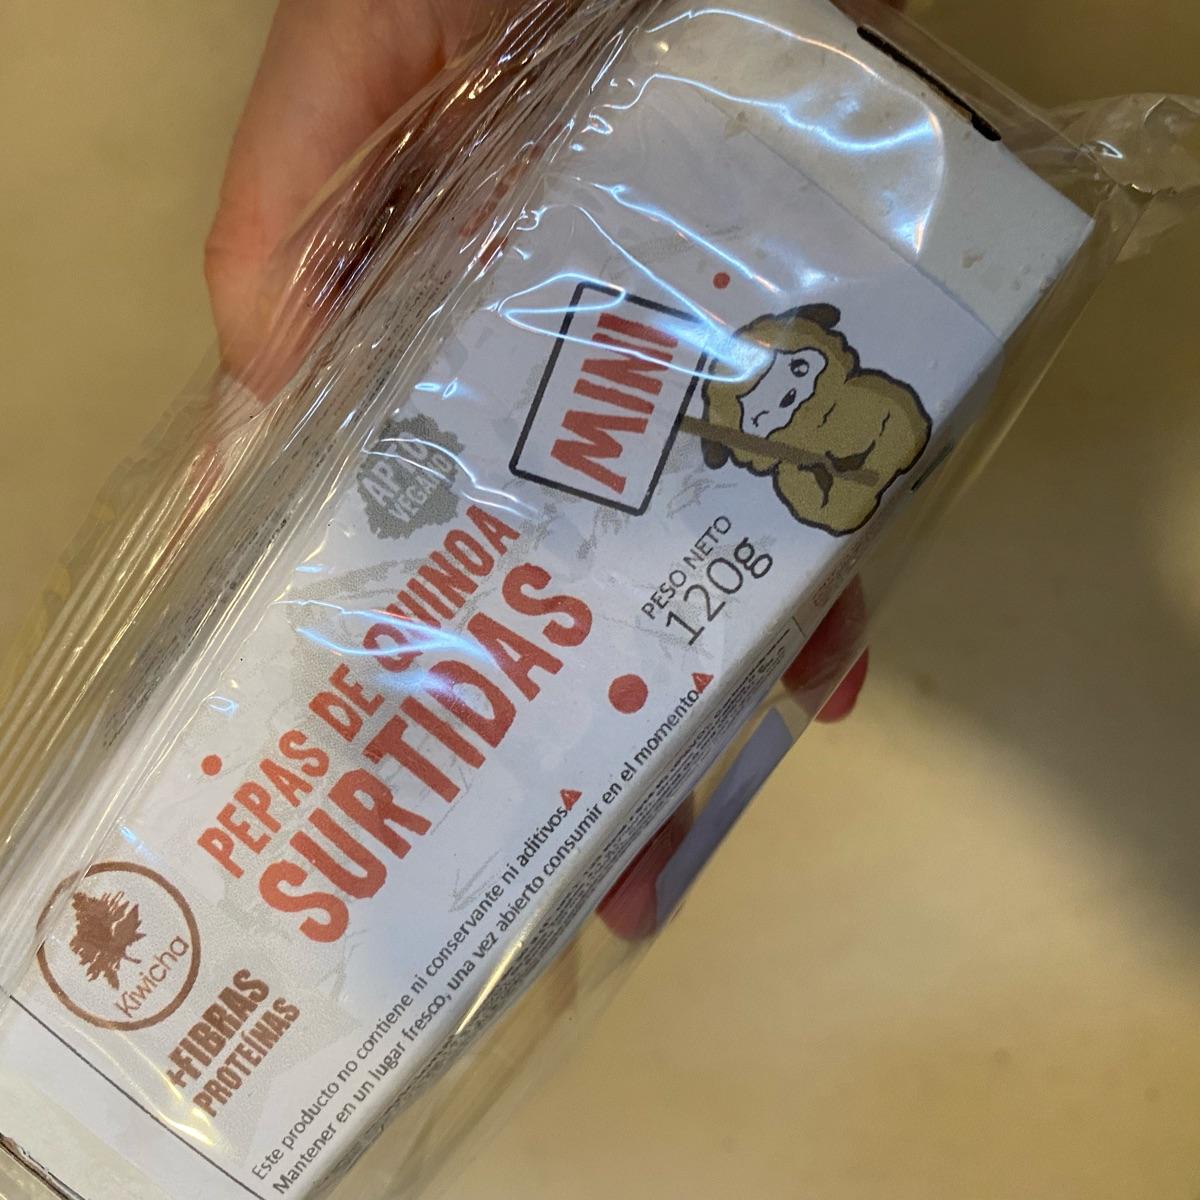 MINI
APTO
VEGANO
PEPAS DE QUINOA
SURTIDAS
PESO NETO
120g
Kiwicha
+FIBRAS
PROTEÍNAS
Este producto no contiene ni conservante ni aditivos
Mantener en un lugar fresco, una vez abierto consumir en el momento